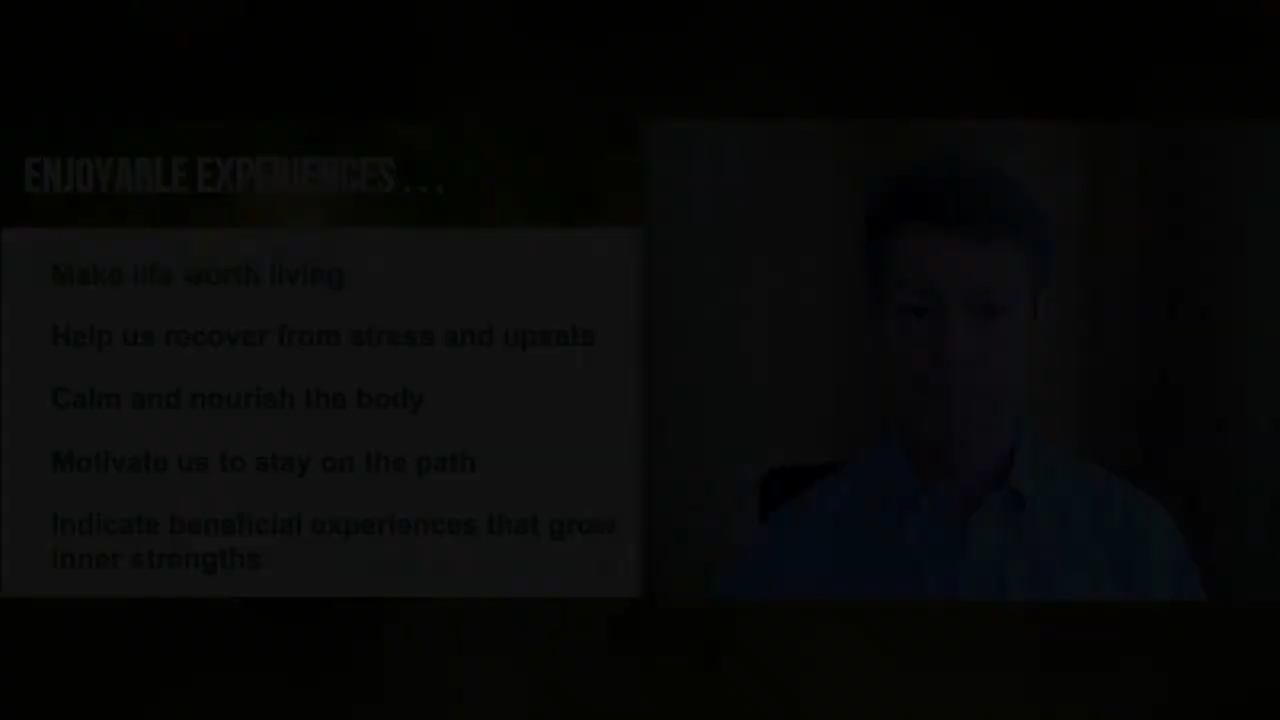 ENJOYABLE EXPERIENCES...
Make life worth living
Help us recover from stress and upsets
Calm and nourish the body
Motivate us to stay on the path
Indicate beneficial experiences that grow
inner strengths